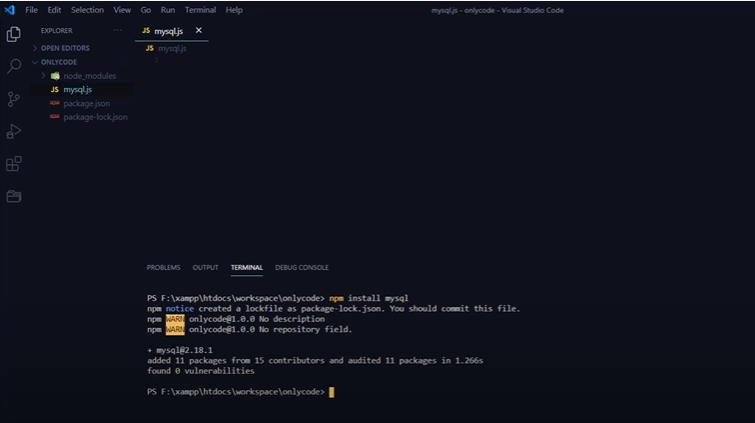 File Edit Selection View Go Run Terminal Help
mysql.js - onlycode - Visual Studio Code
EXPLORER
OPEN EDITORS
ONLYCODE
node_modules
JS mysql.js
package.json
package-lock.json
JS mysql.js
JS mysql.js
PROBLEMS OUTPUT TERMINAL DEBUG CONSOLE
PS F:\xampp\htdocs\workspace\onlycode> npm install mysql
npm notice created a lockfile as package-lock.json. You should commit this file.
npm WARN onlycode@1.0.0 No description
npm WARN onlycode@1.0.0 No repository field.
+ mysql@2.18.1
added 11 packages from 15 contributors and audited 11 packages in 1.266s
found 0 vulnerabilities
PS F:\xampp\htdocs\workspace\onlycode>